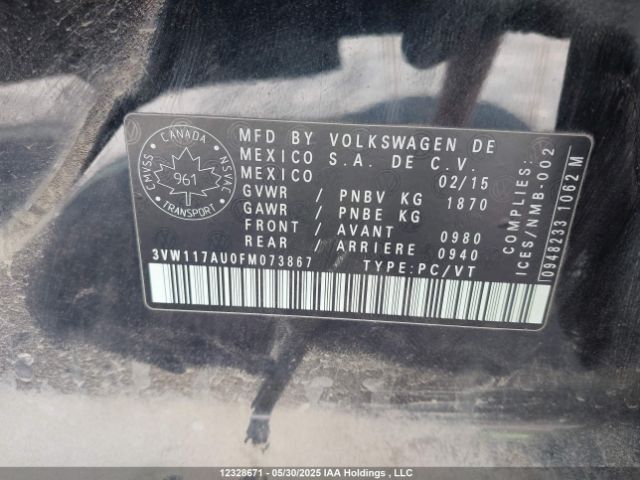 CANADA
CMVSS
NSVAC
961
TRANSPORT
MFD BY VOLKSWAGEN DE
MEXICO S.A. DE C.V.
MEXICO 02/15
GVWR / PNBV KG 1870
GAWR / PNBE KG
FRONT / AVANT 0980
REAR / ARRIERE 0940
3VW117AU0FM073867 TYPE:PC/VT
COMPLIES:
ICES/NMB-002
109482331062M
12328671 - 05/30/2025 IAA Holdings , LLC